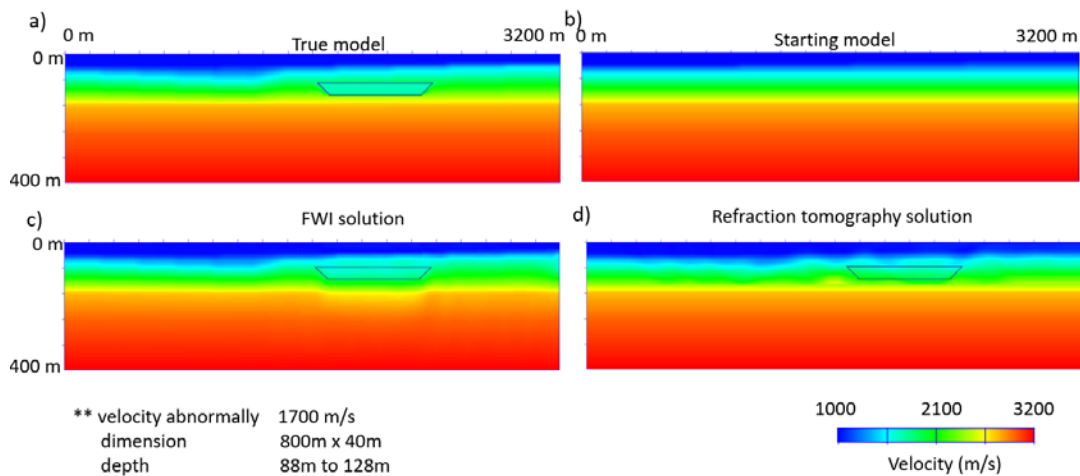 a)
0 m
3200 m
True model
0 m
400 m
b)
0 m
3200 m
Starting model
c)
FWI solution
0 m
400 m
d)
Refraction tomography solution
** velocity abnormally 1700 m/s
dimension 800m x 40m
depth 88m to 128m
1000 2100 3200
Velocity (m/s)